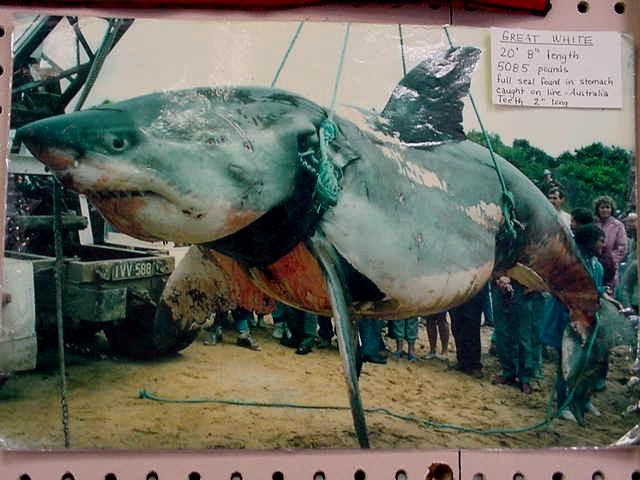 GREAT WHITE
20' 8" length
5085 pounds
full seal found in stomach
caught on line - Australia
Teeth 2" long
IVV·588